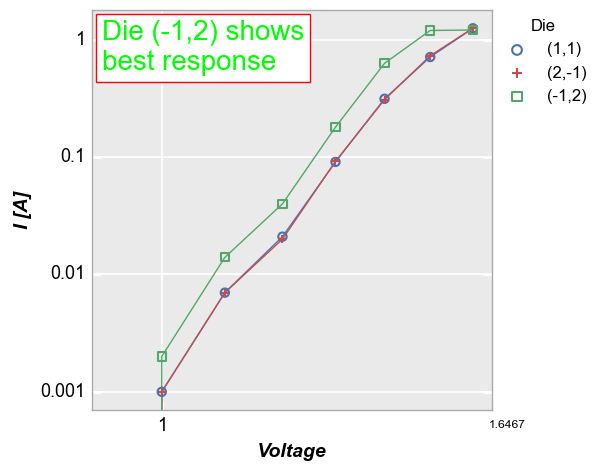 Die (-1,2) shows
best response
Die
(1,1)
(2,-1)
(-1,2)
1
0.1
0.01
0.001
I [A]
1
1.6467
Voltage